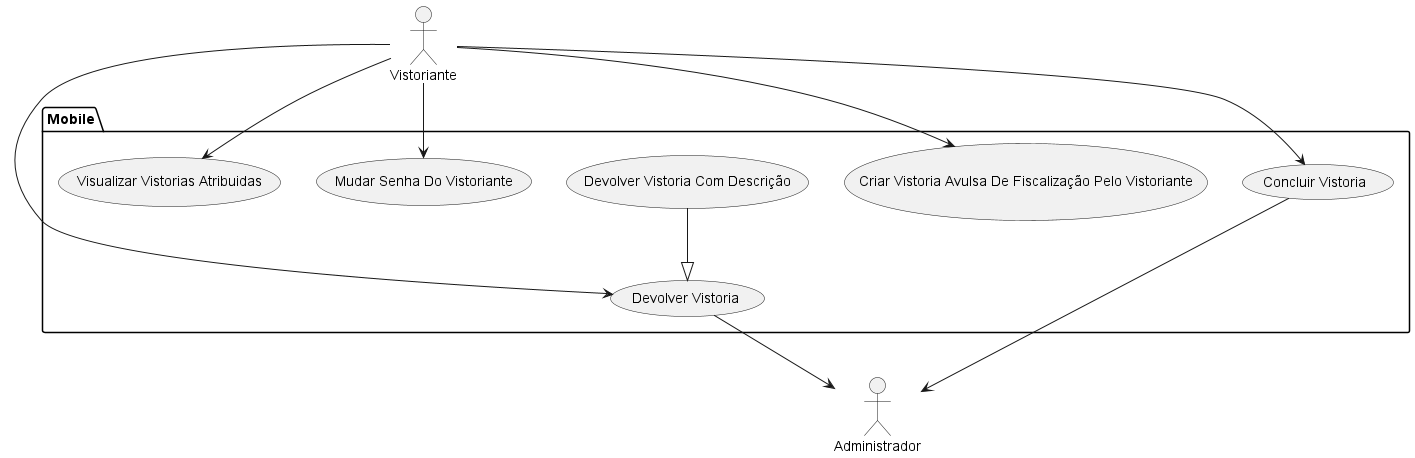 Vistoriante
Mobile
Visualizar Vistorias Atribuidas
Mudar Senha Do Vistoriante
Devolver Vistoria Com Descrição
Criar Vistoria Avulsa De Fiscalização Pelo Vistoriante
Concluir Vistoria
Devolver Vistoria
Administrador